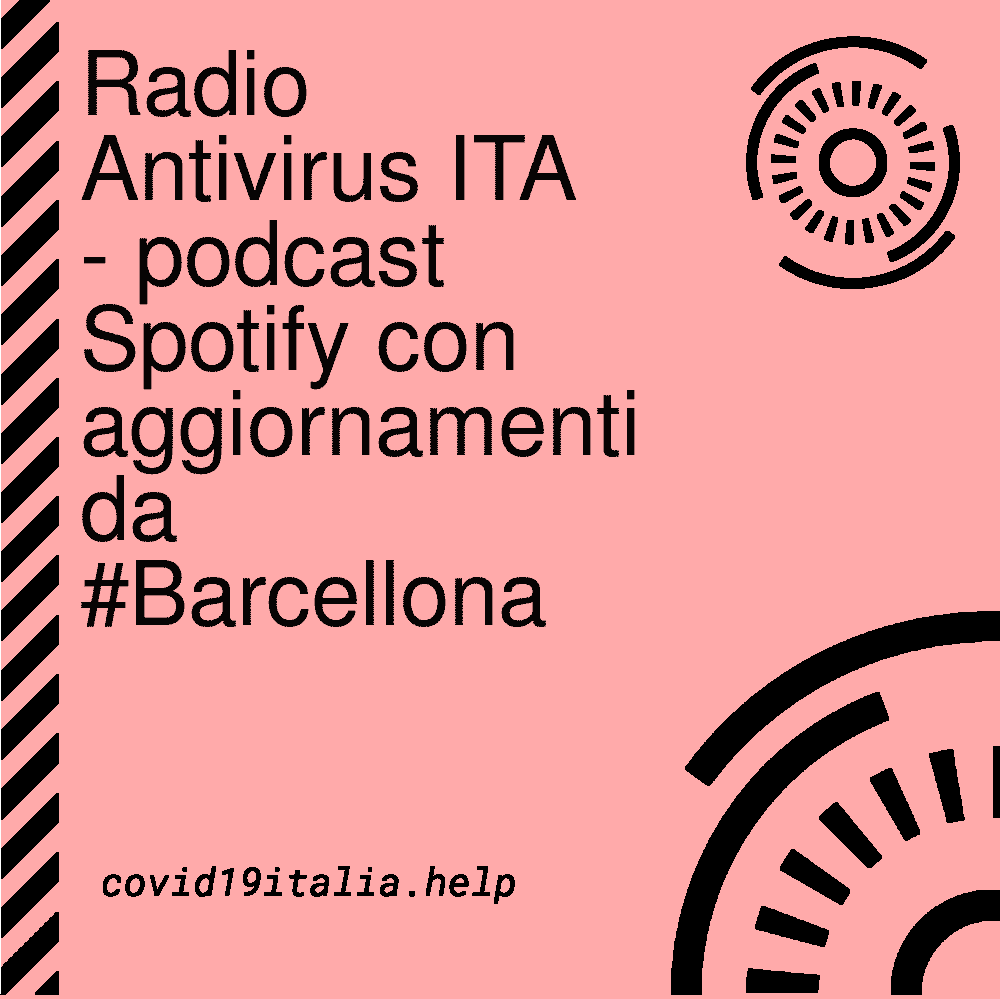 Radio
Antivirus ITA
- podcast
Spotify con
aggiornamenti
da
#Barcellona
covid19italia.help